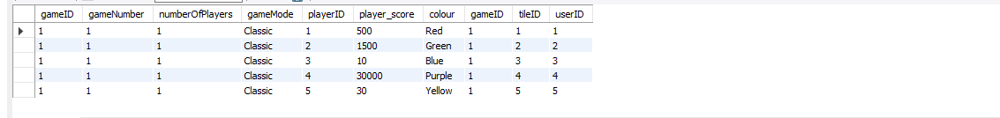 gameID gameNumber numberOfPlayers gameMode playerID player_score colour gameID tileID userID
1 1 1 Classic 1 500 Red 1 1 1
1 1 1 Classic 2 1500 Green 1 2 2
1 1 1 Classic 3 10 Blue 1 3 3
1 1 1 Classic 4 30000 Purple 1 4 4
1 1 1 Classic 5 30 Yellow 1 5 5